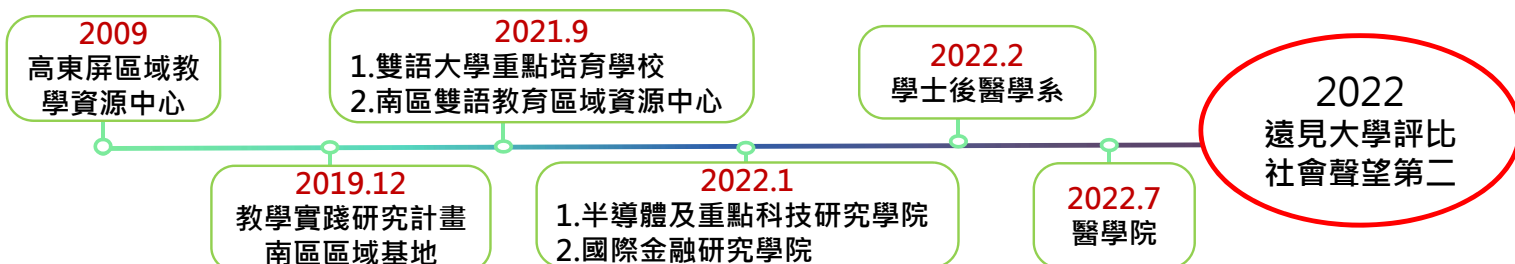 2009
高東屏區域教
學資源中心
2019.12
教學實踐研究計畫
南區區域基地
2021.9
1.雙語大學重點培育學校
2.南區雙語教育區域資源中心
2022.1
1.半導體及重點科技研究學院
2.國際金融研究學院
2022.2
學士後醫學系
2022.7
醫學院
2022
遠見大學評比
社會聲望第二